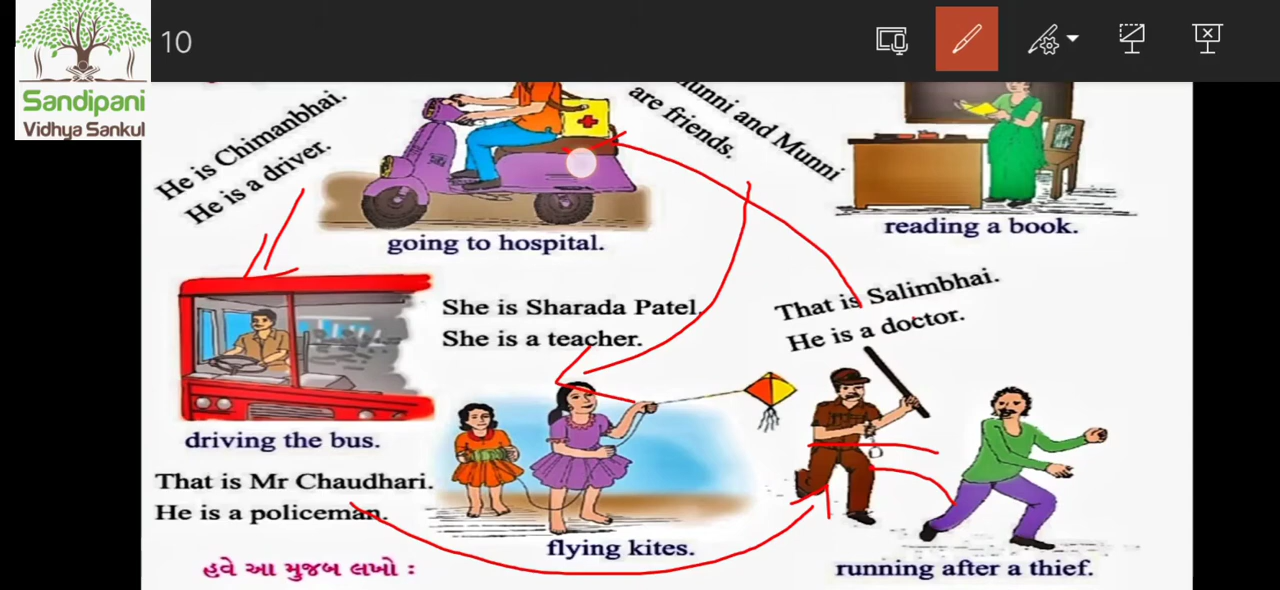 10
Sandipani
Vidhya Sankul
He is Chimanbhai.
He is a driver.
going to hospital.
and Munni
are friends.
reading a book.
She is Sharada Patel.
She is a teacher.
That is Salimbhai.
He is a doctor.
driving the bus.
That is Mr Chaudhari.
He is a policeman.
flying kites.
running after a thief.
હવે આ મુજબ લખો :